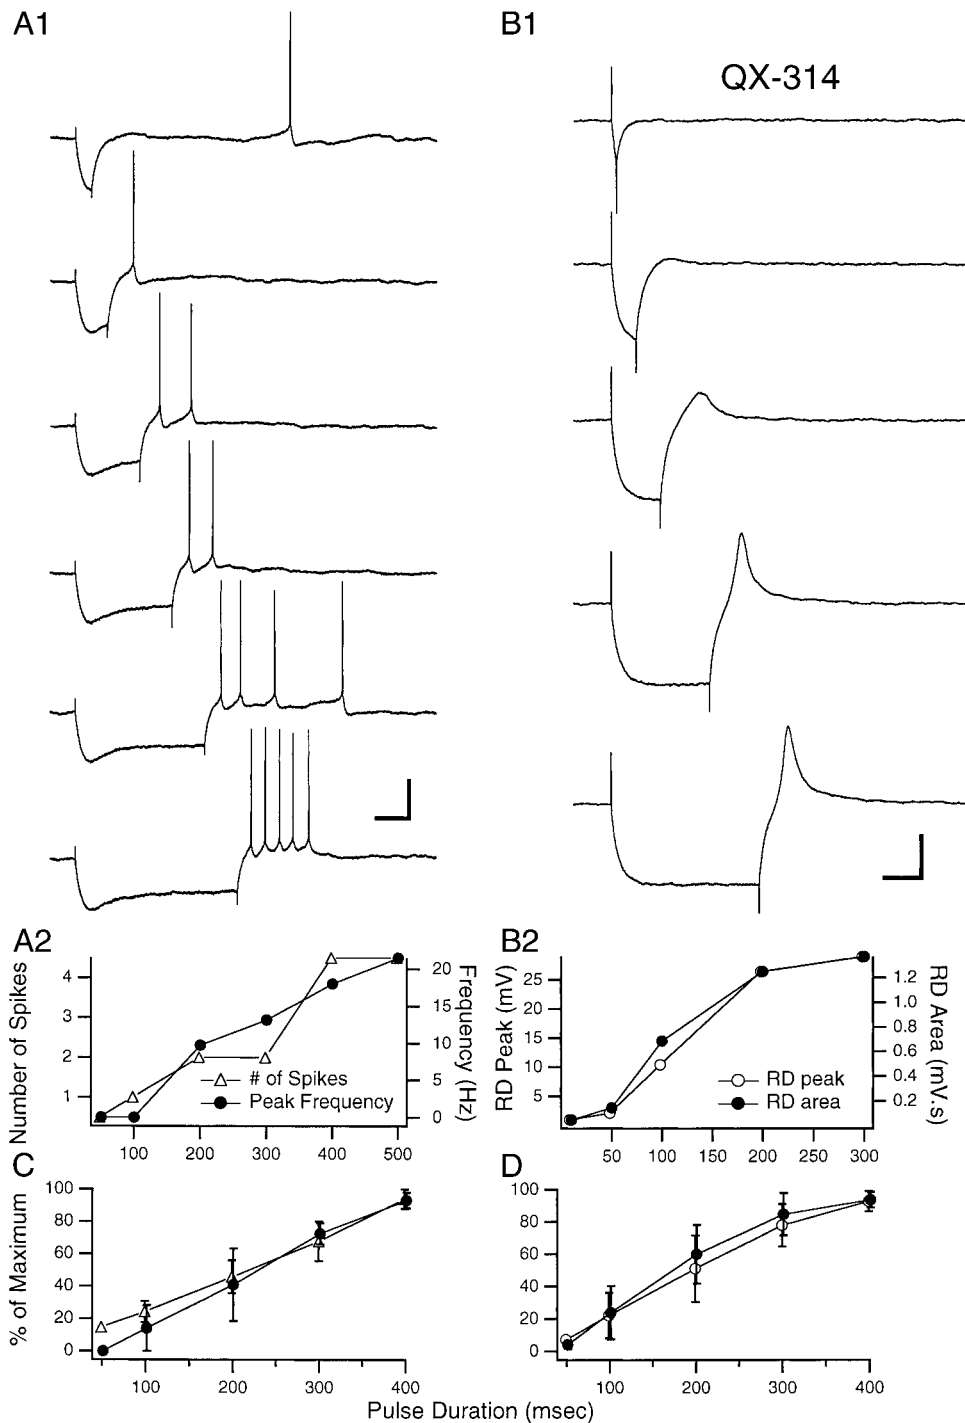 A1
B1
QX-314
A2
Number of Spikes
4
3
2
1
20
15
10
5
0
Frequency (Hz)
# of Spikes
Peak Frequency
100 200 300 400 500
B2
RD Peak (mV)
25
20
15
10
5
1.2
1.0
0.8
0.6
0.4
0.2
RD Area (mV.s)
RD peak
RD area
50 100 150 200 250 300
C
% of Maximum
100
80
60
40
20
0
100 200 300 400
D
100
80
60
40
20
0
100 200 300 400
Pulse Duration (msec)